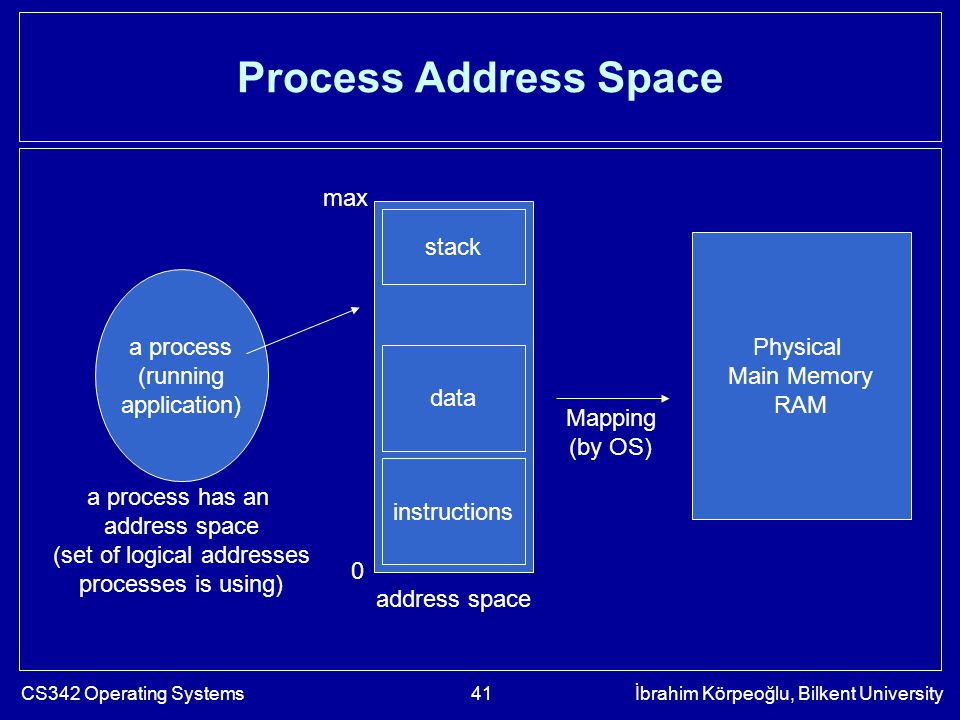 Process Address Space
max
stack
a process
(running
application)
data
instructions
Mapping
(by OS)
Physical
Main Memory
RAM
a process has an
address space
(set of logical addresses
processes is using)
0
address space
CS342 Operating Systems
41
İbrahim Körpeoğlu, Bilkent University